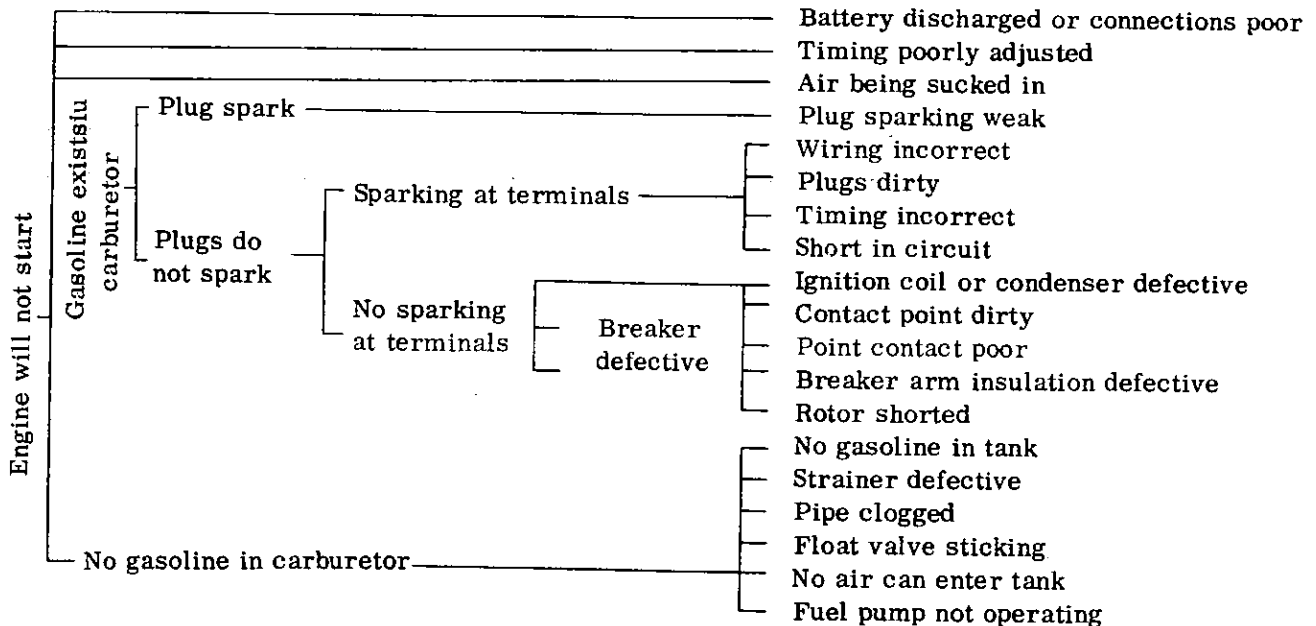 Battery discharged or connections poor
Timing poorly adjusted
Air being sucked in
Plug spark
Plug sparking weak
Wiring incorrect
Plugs dirty
Sparking at terminals
Timing incorrect
Short in circuit
Gasoline existsiu
carburetor
Plugs do
not spark
Engine will not start
Ignition coil or condenser defective
Contact point dirty
No sparking
at terminals
Breaker
defective
Point contact poor
Breaker arm insulation defective
Rotor shorted
No gasoline in tank
Strainer defective
Pipe clogged
Float valve sticking
No gasoline in carburetor
No air can enter tank
Fuel pump not operating